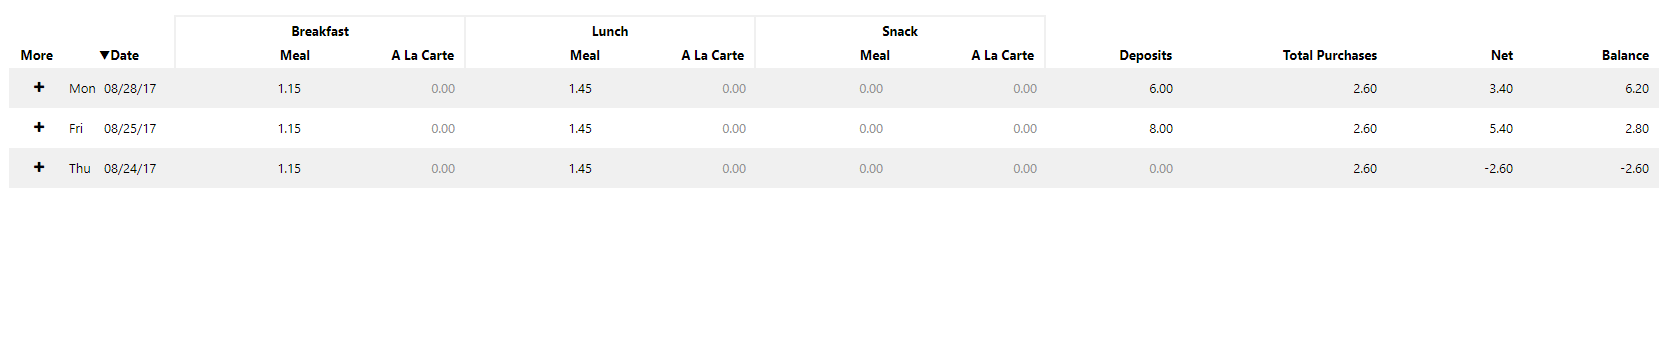 Breakfast Lunch Snack
More ▼Date Meal A La Carte Meal A La Carte Meal A La Carte Deposits Total Purchases Net Balance
+ Mon 08/28/17 1.15 0.00 1.45 0.00 0.00 0.00 6.00 2.60 3.40 6.20
+ Fri 08/25/17 1.15 0.00 1.45 0.00 0.00 0.00 8.00 2.60 5.40 2.80
+ Thu 08/24/17 1.15 0.00 1.45 0.00 0.00 0.00 0.00 2.60 -2.60 -2.60